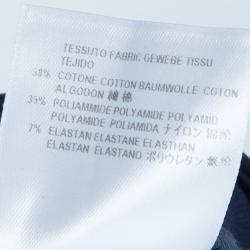 TESSUTO FABRIC GEWEBE TISSU
TEJIDO
58% COTONE COTTON BAUMWOLLE COTON
ALGODON 綿 棉
35% POLIAMMIDE POLYAMIDE POLYAMID
POLYAMIDE POLIAMIDA ナイロン 锦纶
7% ELASTAN ELASTANE ELASTHAN
ELASTAN ELASTANO ポリウレタン 氨纶